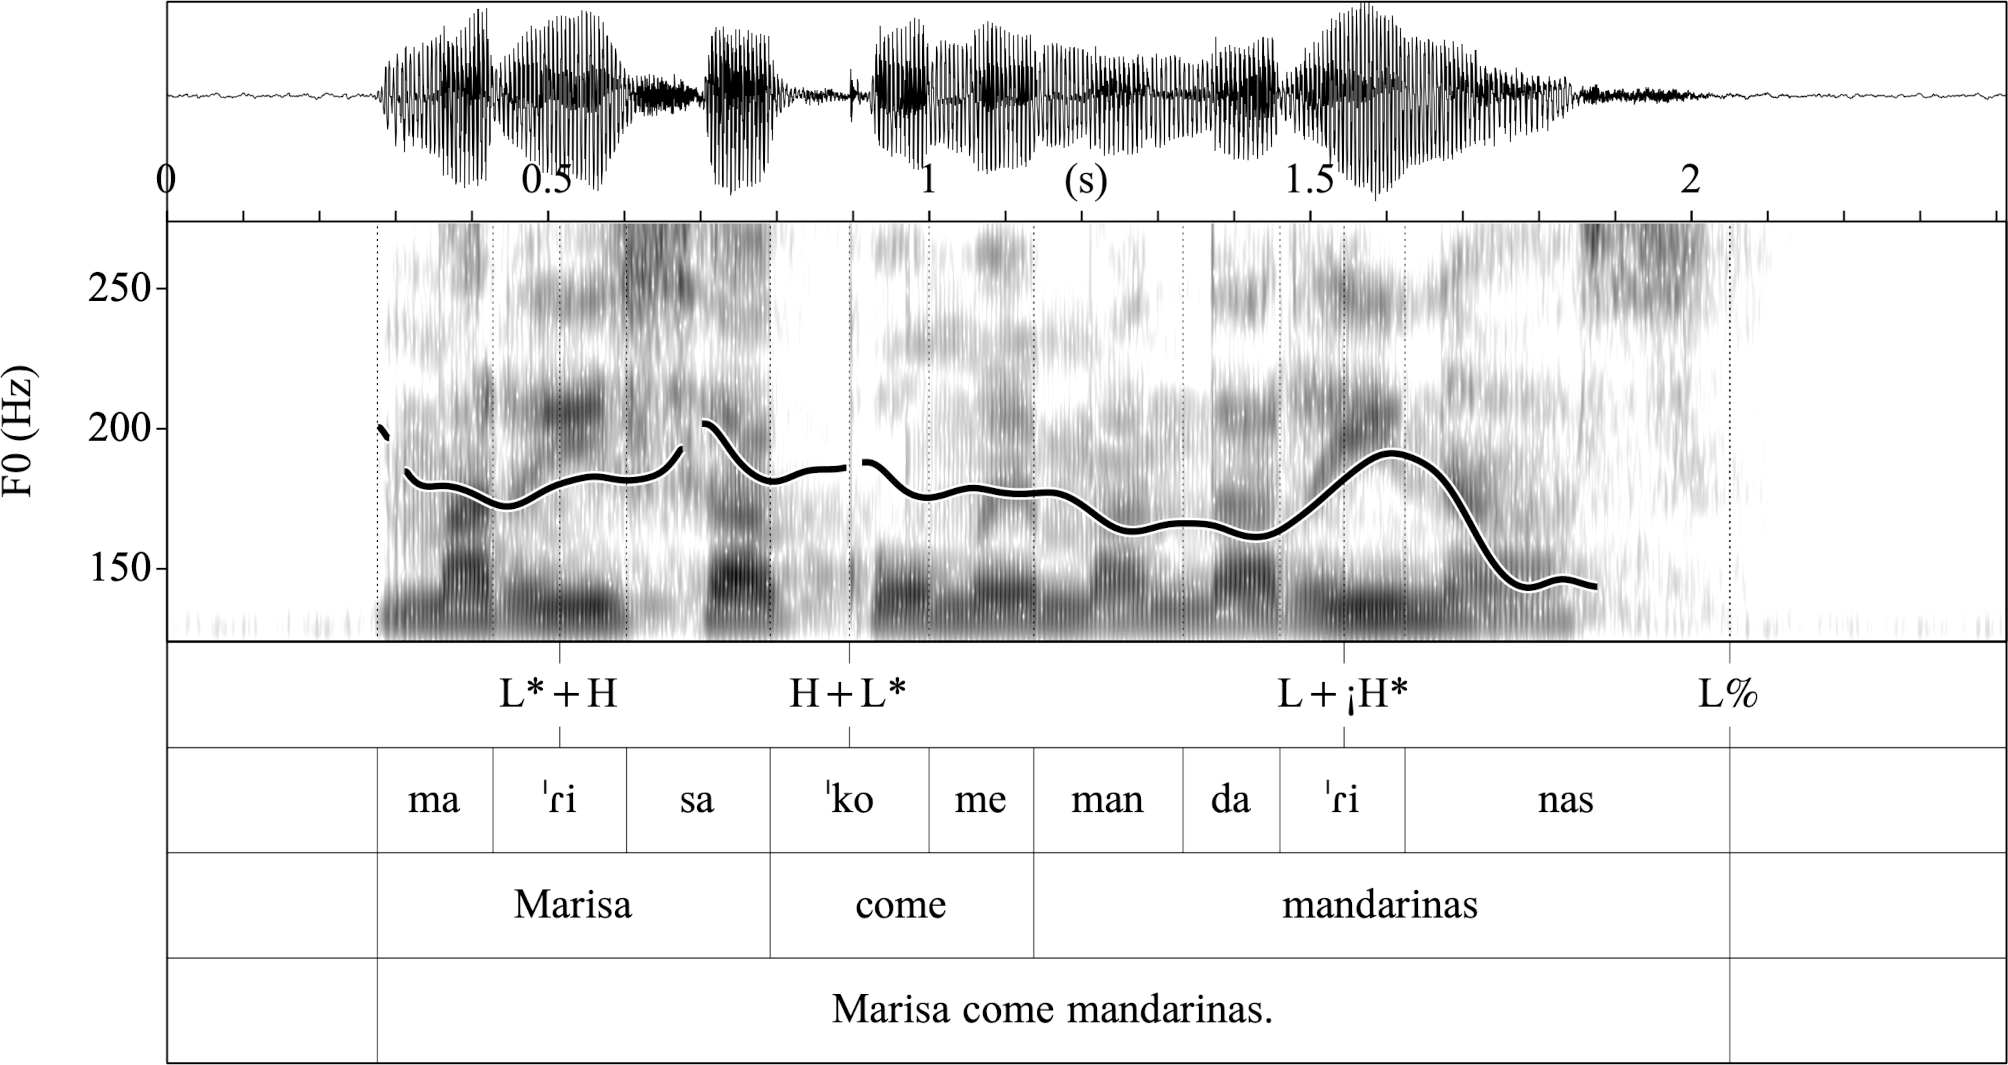 0 0.5 1 (s) 1.5 2
F0 (Hz)
250
200
150
L*+H H+L* L+¡H* L%
ma ˈɾi sa ˈko me man da ˈɾi nas
Marisa come mandarinas
Marisa come mandarinas.